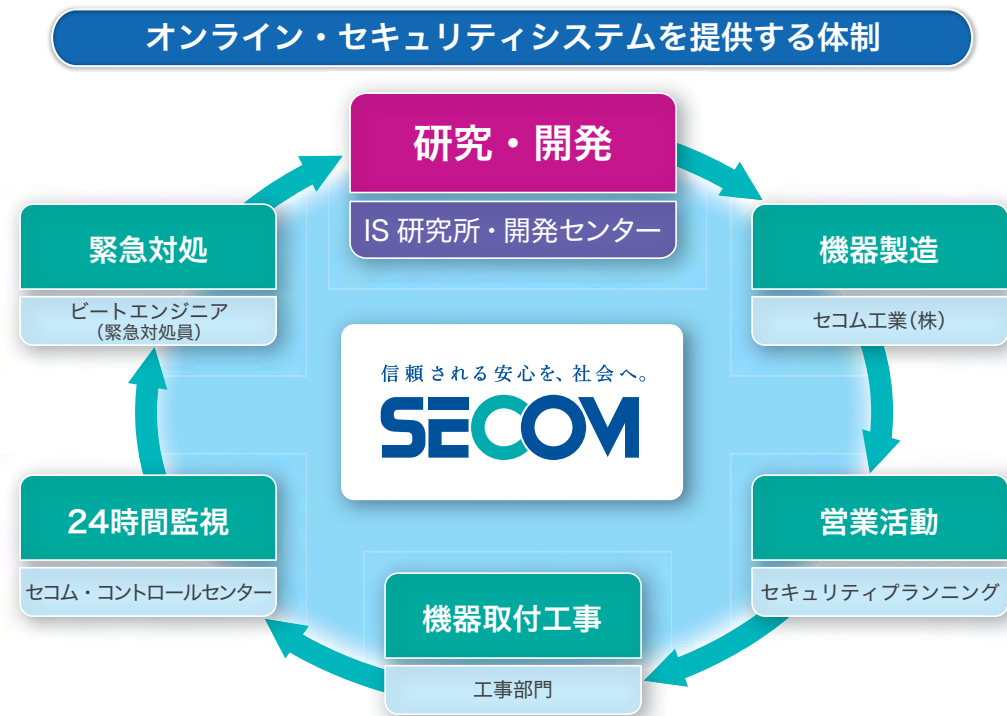 オンライン・セキュリティシステムを提供する体制
研究・開発
IS 研究所・開発センター
機器製造
セコム工業(株)
営業活動
セキュリティプランニング
機器取付工事
工事部門
24時間監視
セコム・コントロールセンター
緊急対処
ビートエンジニア
(緊急対処員)
信頼される安心を、社会へ。
SECOM